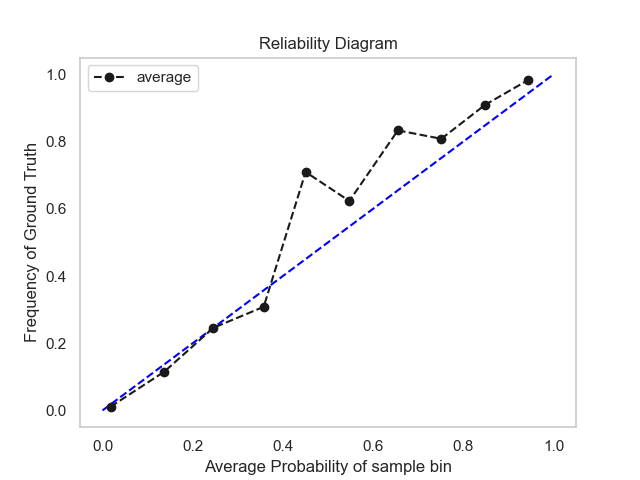 Reliability Diagram
average
Frequency of Ground Truth
1.0
0.8
0.6
0.4
0.2
0.0
0.0 0.2 0.4 0.6 0.8 1.0
Average Probability of sample bin